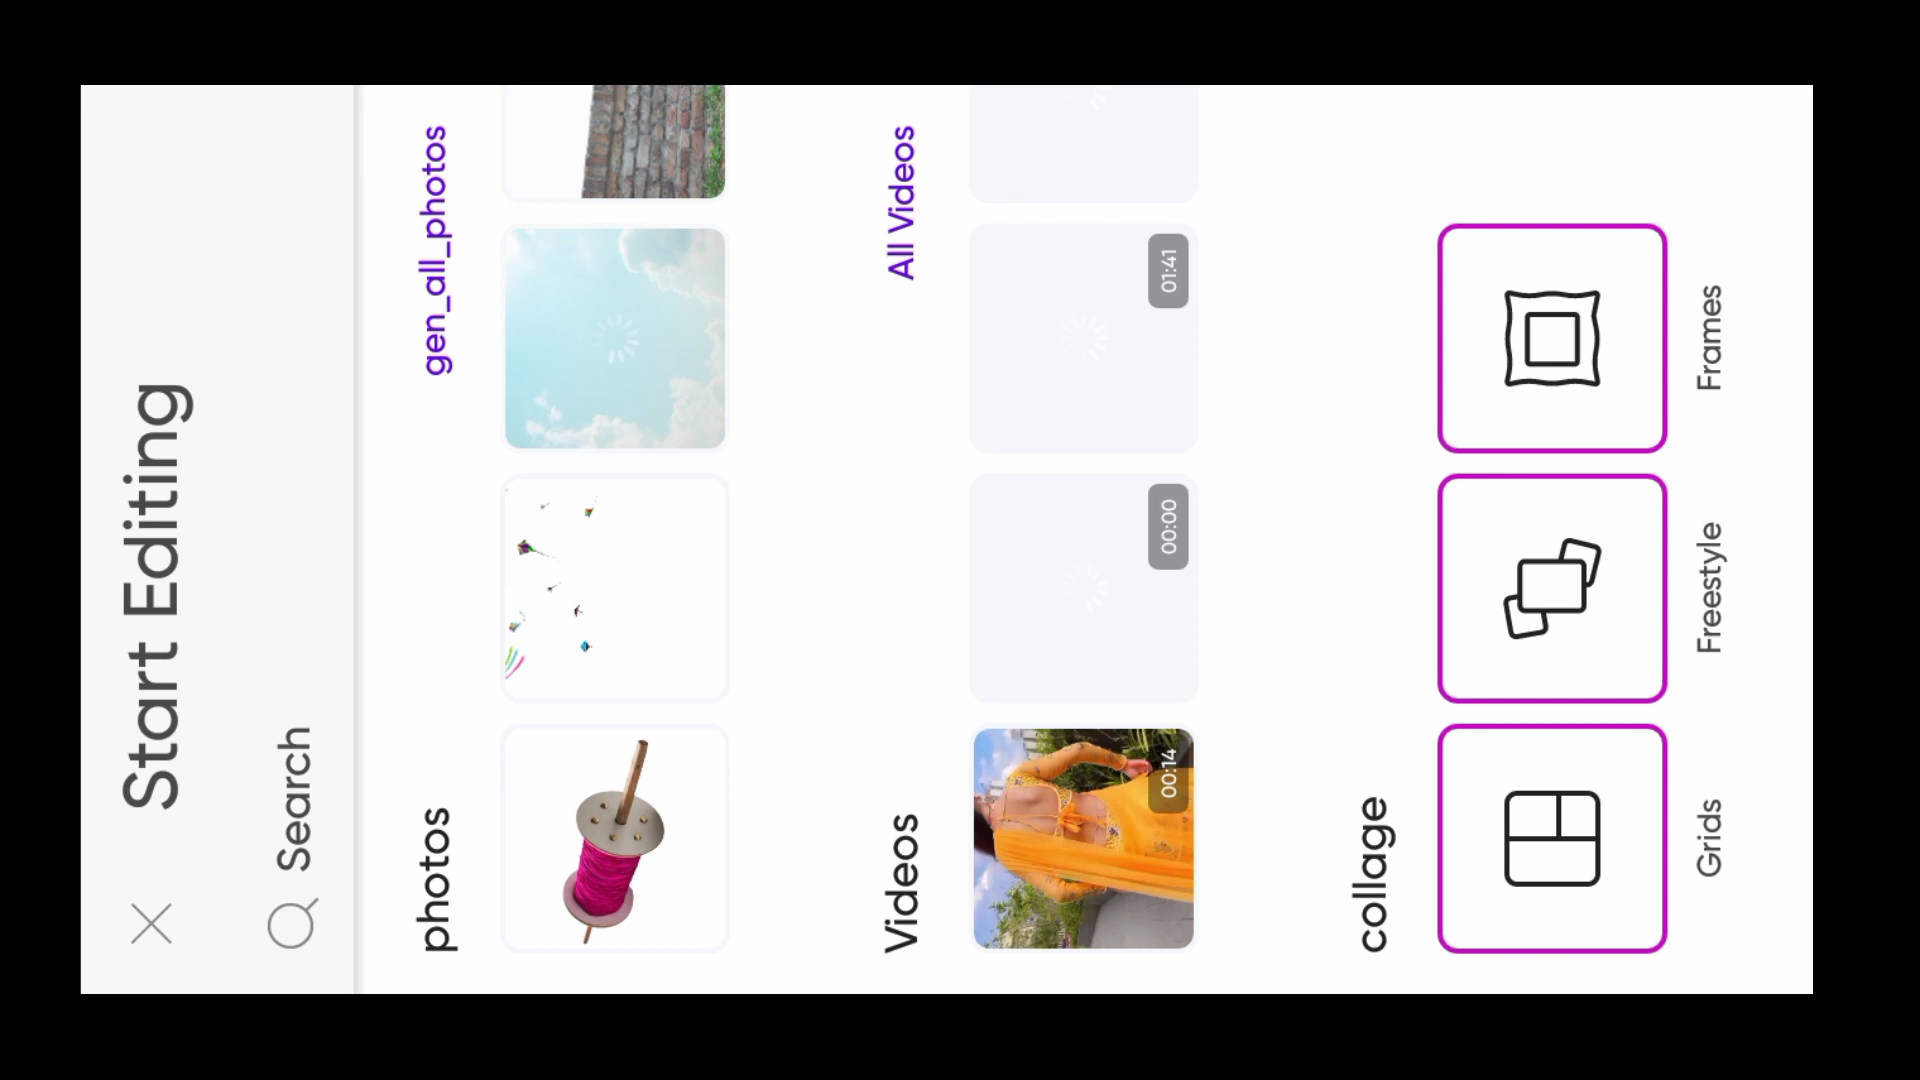 Start Editing
Search
photos
gen_all_photos
Videos
All Videos
00:14
00:00
01:41
collage
Grids
Freestyle
Frames